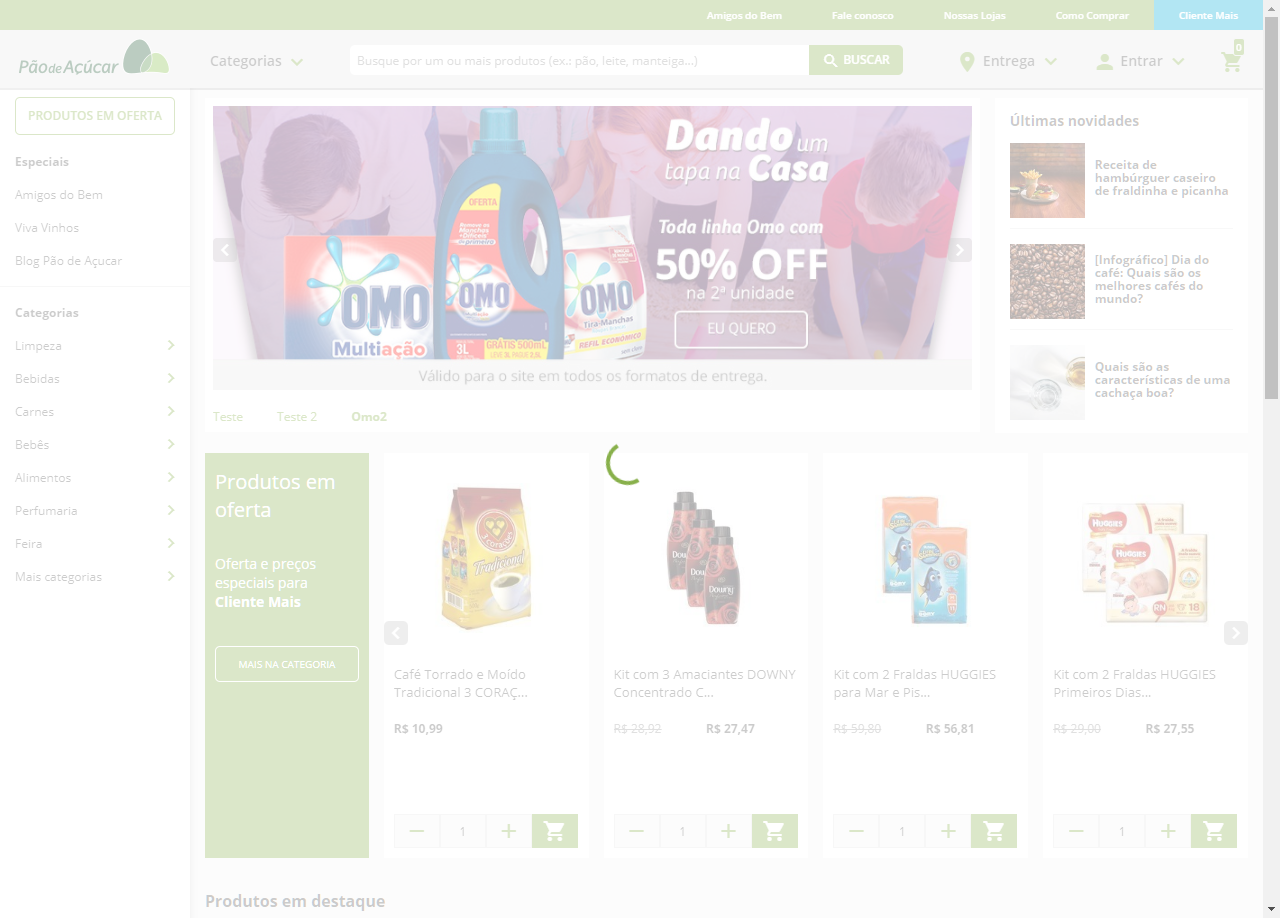 Amigos do Bem
Fale conosco
Nossas Lojas
Como Comprar
Cliente Mais
Pão de Açúcar
Categorias
Busque por um ou mais produtos (ex.: pão, leite, manteiga...)
BUSCAR
Entrega
Entrar
0
PRODUTOS EM OFERTA
Especiais
Amigos do Bem
Viva Vinhos
Blog Pão de Açucar
Categorias
Limpeza
Bebidas
Carnes
Bebês
Alimentos
Perfumaria
Feira
Mais categorias
Dando um
tapa na Casa
Toda linha Omo com
50% OFF
na 2ª unidade
EU QUERO
OFERTA
OMO
Multiação
OMO
3L
GRÁTIS 500mL
OMO
Tira-Manchas
REFIL ECONÔMICO
Válido para o site em todos os formatos de entrega.
Teste
Teste 2
Omo2
Últimas novidades
Receita de
hambúrguer caseiro
de fraldinha e picanha
[Infográfico] Dia do
café: Quais são os
melhores cafés do
mundo?
Quais são as
características de uma
cachaça boa?
Produtos em
oferta
Oferta e preços
especiais para
Cliente Mais
MAIS NA CATEGORIA
3 CORAÇÕES
Tradicional
Café Torrado e Moído
Tradicional 3 CORAÇ...
R$ 10,99
1
Downy
Kit com 3 Amaciantes DOWNY
Concentrado C...
R$ 28,92
R$ 27,47
1
Kit com 2 Fraldas HUGGIES
para Mar e Pis...
R$ 59,80
R$ 56,81
1
HUGGIES
HUGGIES
RN
18
Kit com 2 Fraldas HUGGIES
Primeiros Dias...
R$ 29,00
R$ 27,55
1
Produtos em destaque